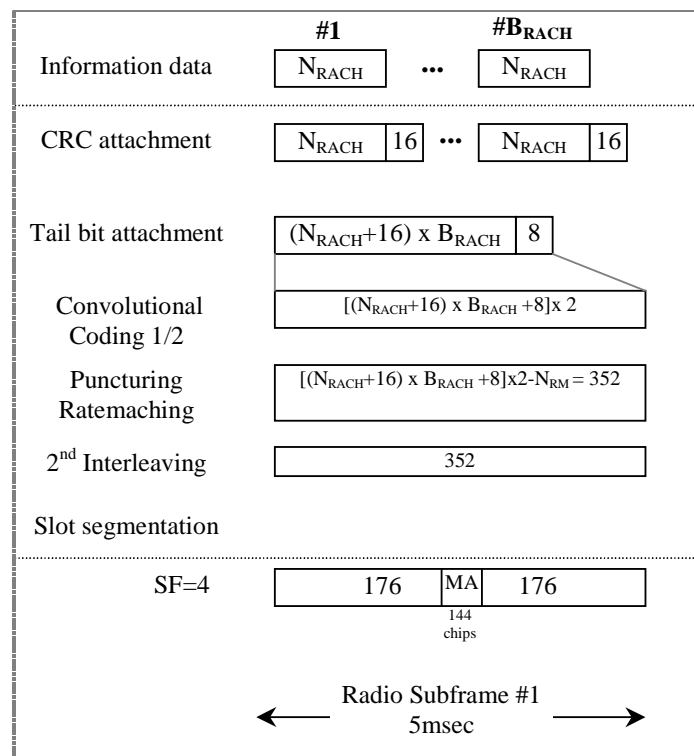 #1 #B_RACH
Information data N_RACH ••• N_RACH
CRC attachment N_RACH 16 ••• N_RACH 16
Tail bit attachment (N_RACH+16) x B_RACH 8
Convolutional
Coding 1/2
[(N_RACH+16) x B_RACH +8]x 2
Puncturing
Ratemaching
[(N_RACH+16) x B_RACH +8]x2-N_RM = 352
2nd Interleaving 352
Slot segmentation
SF=4 176 MA 176
144
chips
Radio Subframe #1
5msec